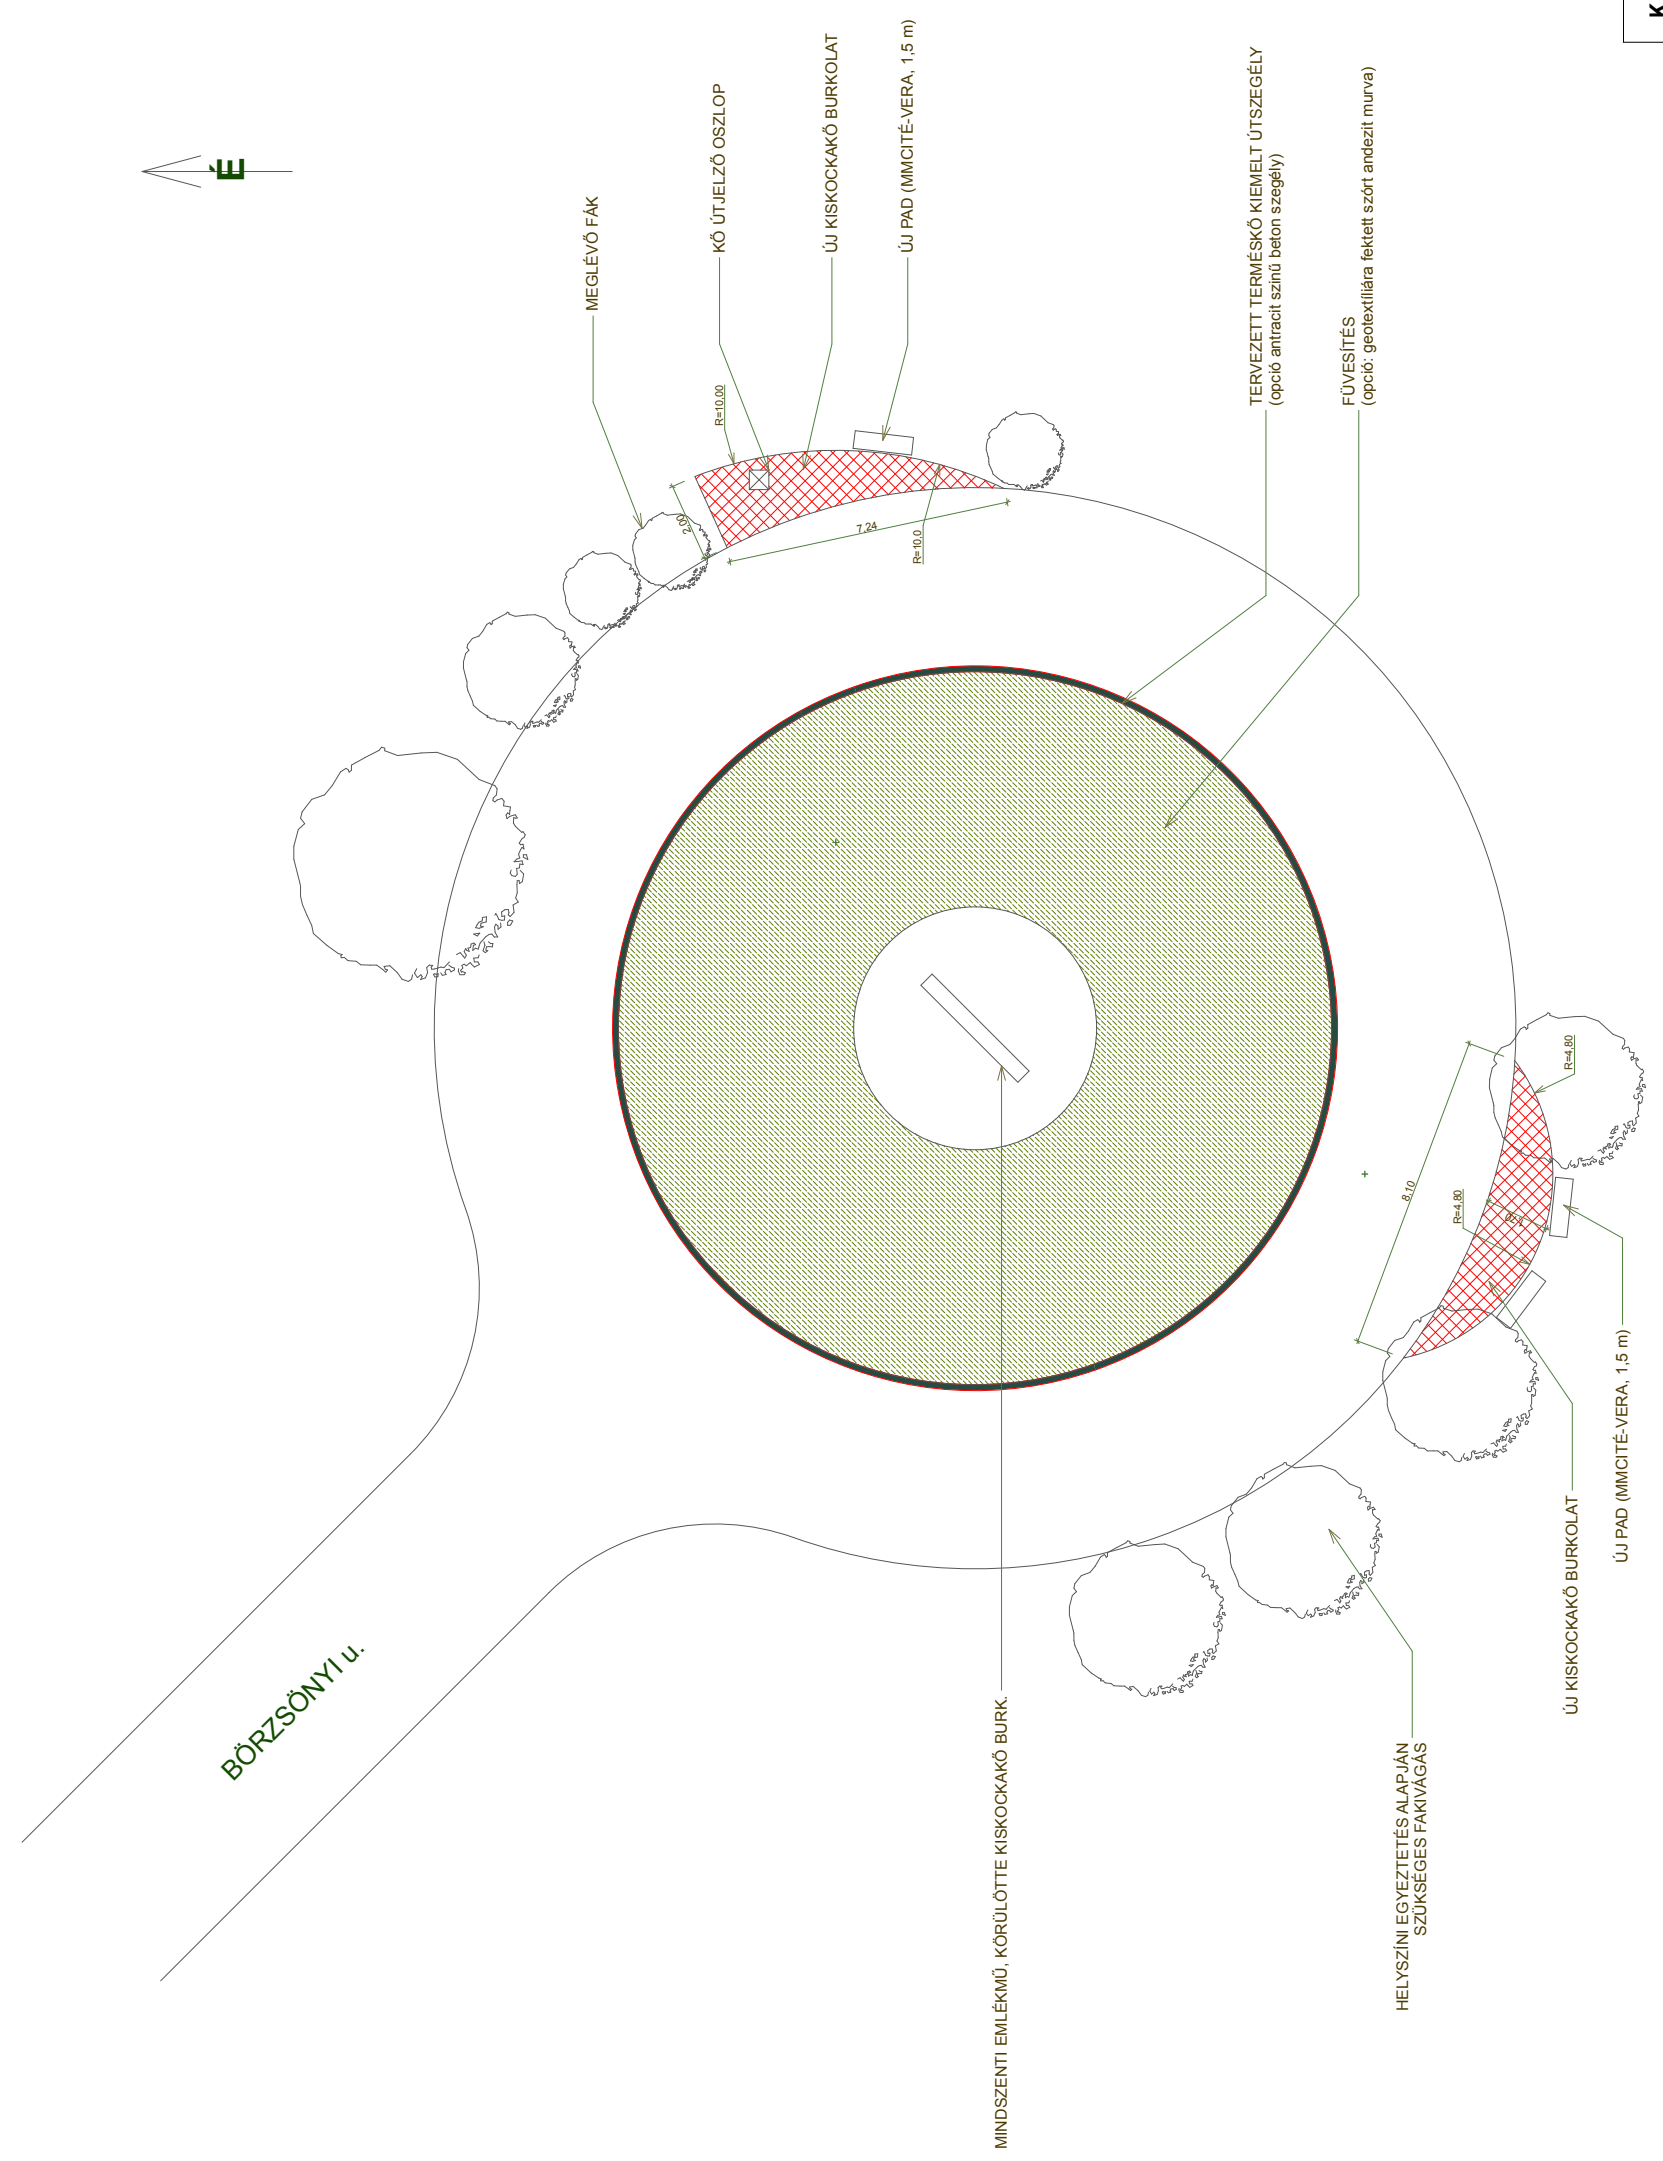 É
K
MEGLÉVŐ FÁK
KŐ ÚTJELZŐ OSZLOP
ÚJ KISKOCKAKŐ BURKOLAT
ÚJ PAD (MMCITÉ-VERA, 1,5 m)
TERVEZETT TERMÉSKŐ KIEMELT ÚTSZEGÉLY
(opció antracit szinű beton szegély)
FÜVESÍTÉS
(opció: geotextíliára fektett szórt andezit murva)
R=10,00
2,00
7,24
R=10,0
R=4,80
8,10
R=4,80
1,70
BÖRZSÖNYI u.
MINDSZENTI EMLÉKMŰ, KÖRÜLÖTTE KISKOCKAKŐ BURK.
HELYSZÍNI EGYEZTETÉS ALAPJÁN
SZÜKSÉGES FAKIVÁGÁS
ÚJ KISKOCKAKŐ BURKOLAT
ÚJ PAD (MMCITÉ-VERA, 1,5 m)